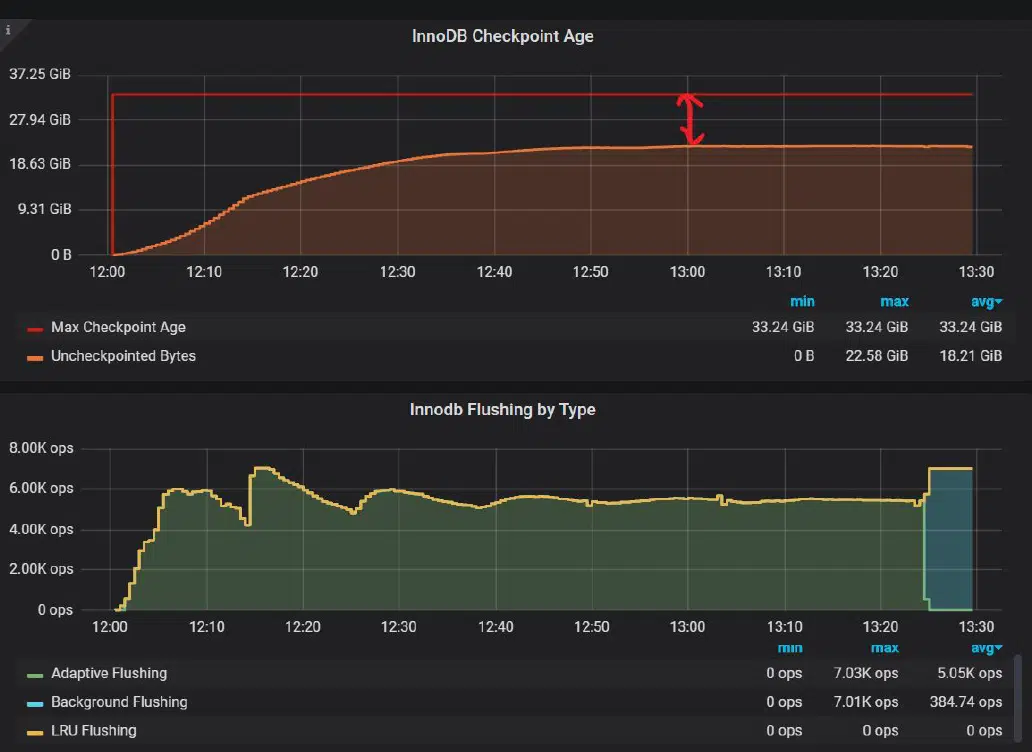 i
InnoDB Checkpoint Age
37.25 GiB
27.94 GiB
18.63 GiB
9.31 GiB
0 B
12:00 12:10 12:20 12:30 12:40 12:50 13:00 13:10 13:20 13:30
min max avg
Max Checkpoint Age 33.24 GiB 33.24 GiB 33.24 GiB
Uncheckpointed Bytes 0 B 22.58 GiB 18.21 GiB
Innodb Flushing by Type
8.00K ops
6.00K ops
4.00K ops
2.00K ops
0 ops
12:00 12:10 12:20 12:30 12:40 12:50 13:00 13:10 13:20 13:30
min max avg
Adaptive Flushing 0 ops 7.03K ops 5.05K ops
Background Flushing 0 ops 7.01K ops 384.74 ops
LRU Flushing 0 ops 0 ops 0 ops